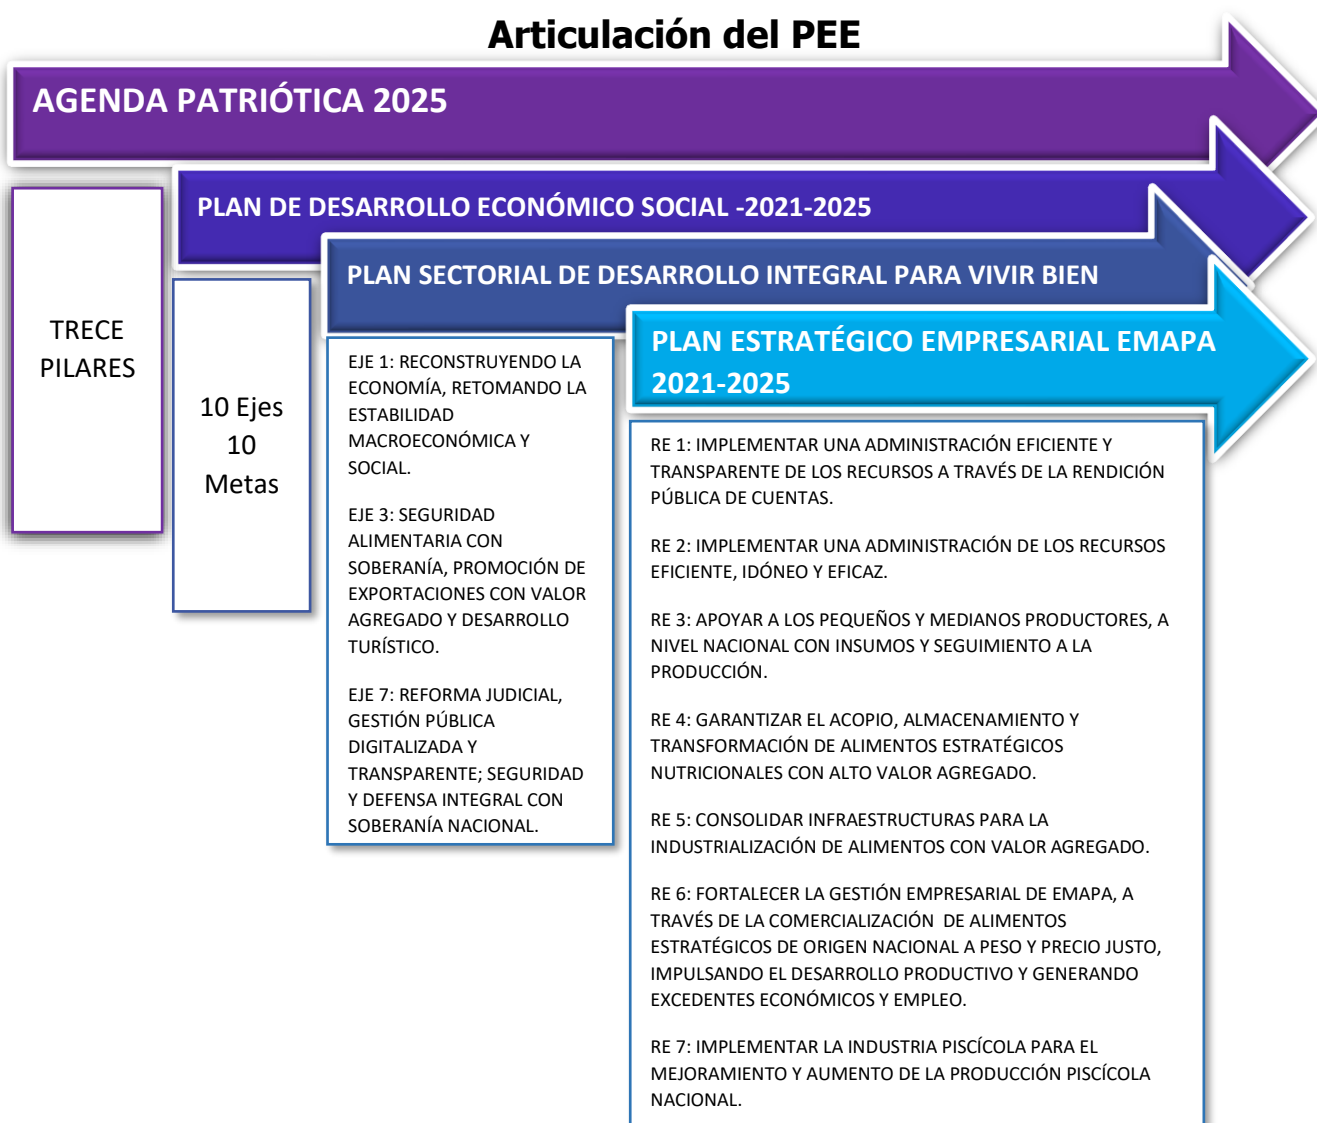 Articulación del PEE
AGENDA PATRIÓTICA 2025
PLAN DE DESARROLLO ECONÓMICO SOCIAL -2021-2025
PLAN SECTORIAL DE DESARROLLO INTEGRAL PARA VIVIR BIEN
PLAN ESTRATÉGICO EMPRESARIAL EMAPA
2021-2025
TRECE
PILARES
10 Ejes
10
Metas
EJE 1: RECONSTRUYENDO LA
ECONOMÍA, RETOMANDO LA
ESTABILIDAD
MACROECONÓMICA Y
SOCIAL.
EJE 3: SEGURIDAD
ALIMENTARIA CON
SOBERANÍA, PROMOCIÓN DE
EXPORTACIONES CON VALOR
AGREGADO Y DESARROLLO
TURÍSTICO.
EJE 7: REFORMA JUDICIAL,
GESTIÓN PÚBLICA
DIGITALIZADA Y
TRANSPARENTE; SEGURIDAD
Y DEFENSA INTEGRAL CON
SOBERANÍA NACIONAL.
RE 1: IMPLEMENTAR UNA ADMINISTRACIÓN EFICIENTE Y
TRANSPARENTE DE LOS RECURSOS A TRAVÉS DE LA RENDICIÓN
PÚBLICA DE CUENTAS.
RE 2: IMPLEMENTAR UNA ADMINISTRACIÓN DE LOS RECURSOS
EFICIENTE, IDÓNEO Y EFICAZ.
RE 3: APOYAR A LOS PEQUEÑOS Y MEDIANOS PRODUCTORES, A
NIVEL NACIONAL CON INSUMOS Y SEGUIMIENTO A LA
PRODUCCIÓN.
RE 4: GARANTIZAR EL ACOPIO, ALMACENAMIENTO Y
TRANSFORMACIÓN DE ALIMENTOS ESTRATÉGICOS
NUTRICIONALES CON ALTO VALOR AGREGADO.
RE 5: CONSOLIDAR INFRAESTRUCTURAS PARA LA
INDUSTRIALIZACIÓN DE ALIMENTOS CON VALOR AGREGADO.
RE 6: FORTALECER LA GESTIÓN EMPRESARIAL DE EMAPA, A
TRAVÉS DE LA COMERCIALIZACIÓN DE ALIMENTOS
ESTRATÉGICOS DE ORIGEN NACIONAL A PESO Y PRECIO JUSTO,
IMPULSANDO EL DESARROLLO PRODUCTIVO Y GENERANDO
EXCEDENTES ECONÓMICOS Y EMPLEO.
RE 7: IMPLEMENTAR LA INDUSTRIA PISCÍCOLA PARA EL
MEJORAMIENTO Y AUMENTO DE LA PRODUCCIÓN PISCÍCOLA
NACIONAL.